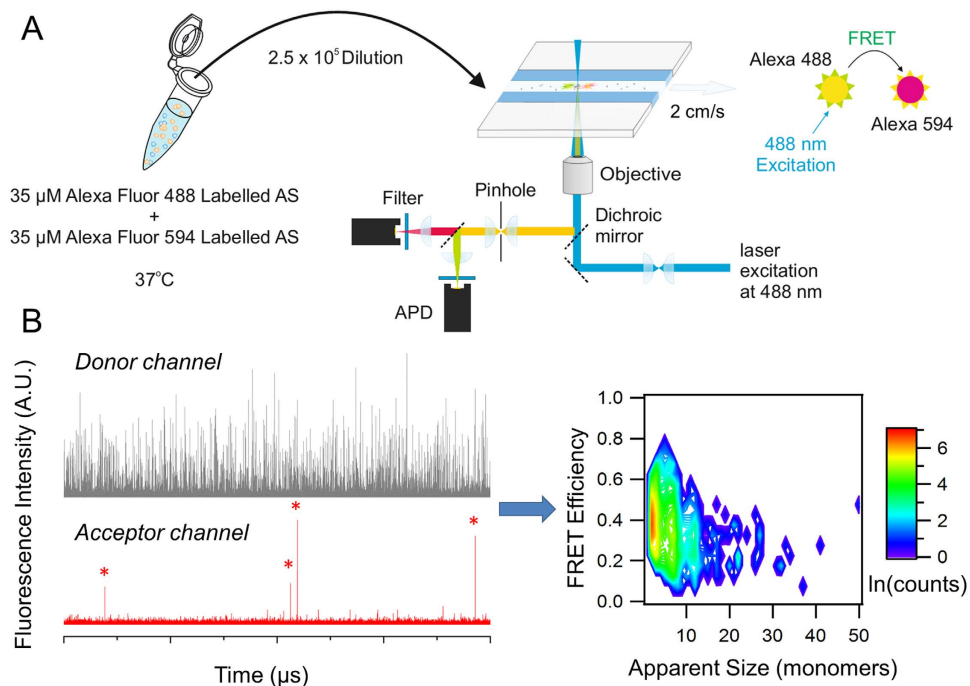 A
2.5 x 10⁵ Dilution
35 µM Alexa Fluor 488 Labelled AS
+
35 µM Alexa Fluor 594 Labelled AS
37°C
2 cm/s
Alexa 488
FRET
Alexa 594
488 nm
Excitation
Objective
Pinhole
Filter
Dichroic
mirror
laser
excitation
at 488 nm
APD
B
Fluorescence Intensity (A.U.)
Donor channel
Acceptor channel
*
*
*
*
Time (µs)
FRET Efficiency
1.0
0.8
0.6
0.4
0.2
0.0
10
20
30
40
50
Apparent Size (monomers)
6
4
2
0
ln(counts)